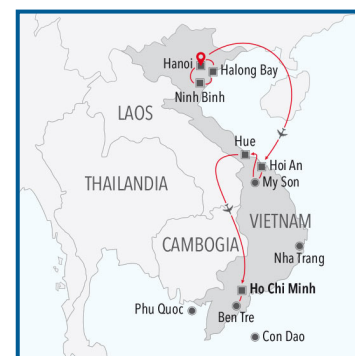 Hanoi
Halong Bay
Ninh Binh
LAOS
Hue
Hoi An
THAILANDIA
My Son
VIETNAM
CAMBOGIA
Nha Trang
Ho Chi Minh
Phu Quoc
Ben Tre
Con Dao